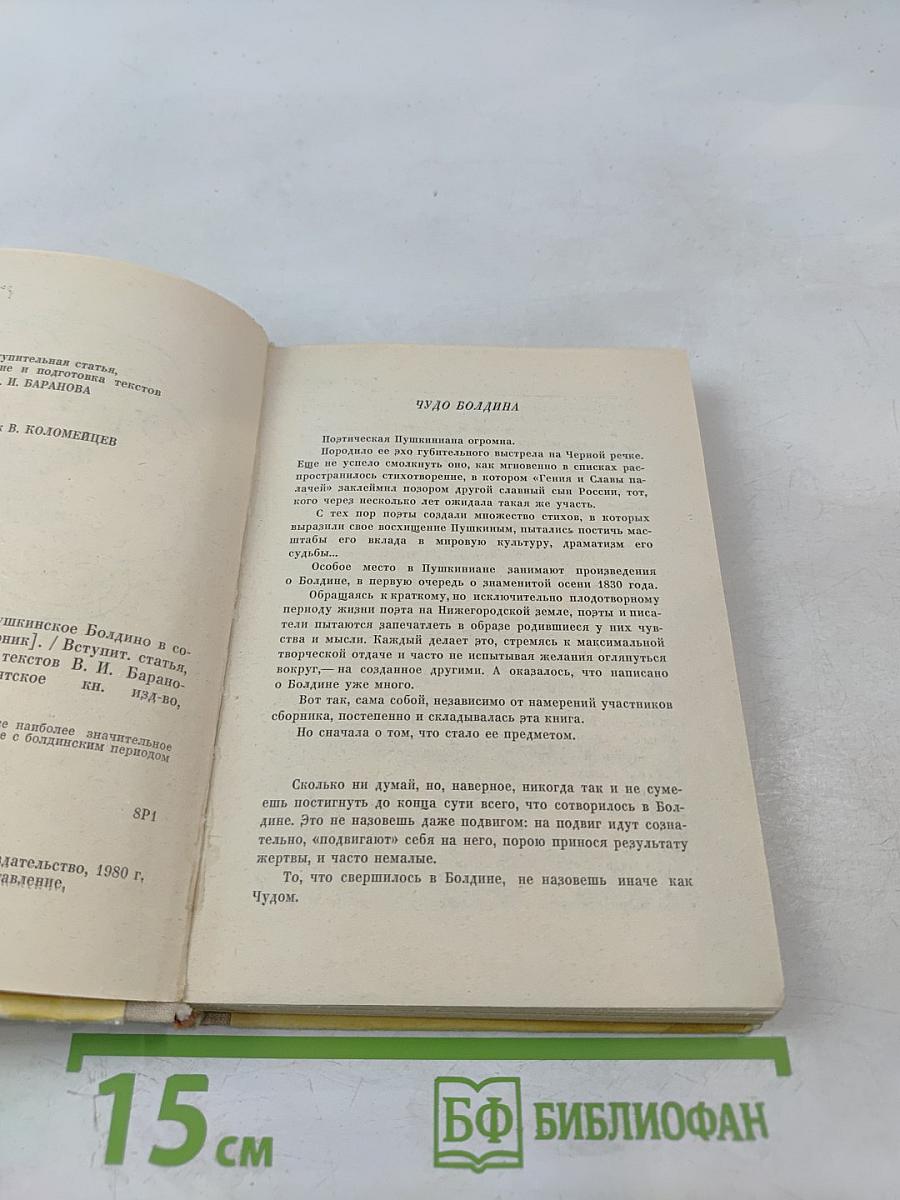 тупительная статья,
ие и подготовка текстов
. И. БАРАНОВА
к В. КОЛОМЕЙЦЕВ
ушкинское Болдино в со-
рник]. / Вступит. статья,
текстов В. И. Барано-
ятское кн. изд-во,
се наиболее значительное
е с болдинским периодом
8Р1
здательство, 1980 г.
тавление,
ЧУДО БОЛДИНА
Поэтическая Пушкиниана огромна.
Породило ее эхо губительного выстрела на Черной речке.
Еще не успело смолкнуть оно, как мгновенно в списках рас-
пространилось стихотворение, в котором «Гения и Славы па-
лачей» заклеймил позором другой славный сын России, тот,
кого через несколько лет ожидала такая же участь.
С тех пор поэты создали множество стихов, в которых
выразили свое восхищение Пушкиным, пытались постичь мас-
штабы его вклада в мировую культуру, драматизм его
судьбы...
Особое место в Пушкиниане занимают произведения
о Болдине, в первую очередь о знаменитой осени 1830 года.
Обращаясь к краткому, но исключительно плодотворному
периоду жизни поэта на Нижегородской земле, поэты и писа-
тели пытаются запечатлеть в образе родившиеся у них чув-
ства и мысли. Каждый делает это, стремясь к максимальной
творческой отдаче и часто не испытывая желания оглянуться
вокруг,— на созданное другими. А оказалось, что написано
о Болдине уже много.
Вот так, сама собой, независимо от намерений участников
сборника, постепенно и складывалась эта книга.
Но сначала о том, что стало ее предметом.
Сколько ни думай, но, наверное, никогда так и не суме-
ешь постигнуть до конца сути всего, что сотворилось в Бол-
дине. Это не назовешь даже подвигом: на подвиг идут созна-
тельно, «подвигают» себя на него, порою принося результату
жертвы, и часто немалые.
То, что свершилось в Болдине, не назовешь иначе как
Чудом.
15 см
БФ БИБЛИОФАН